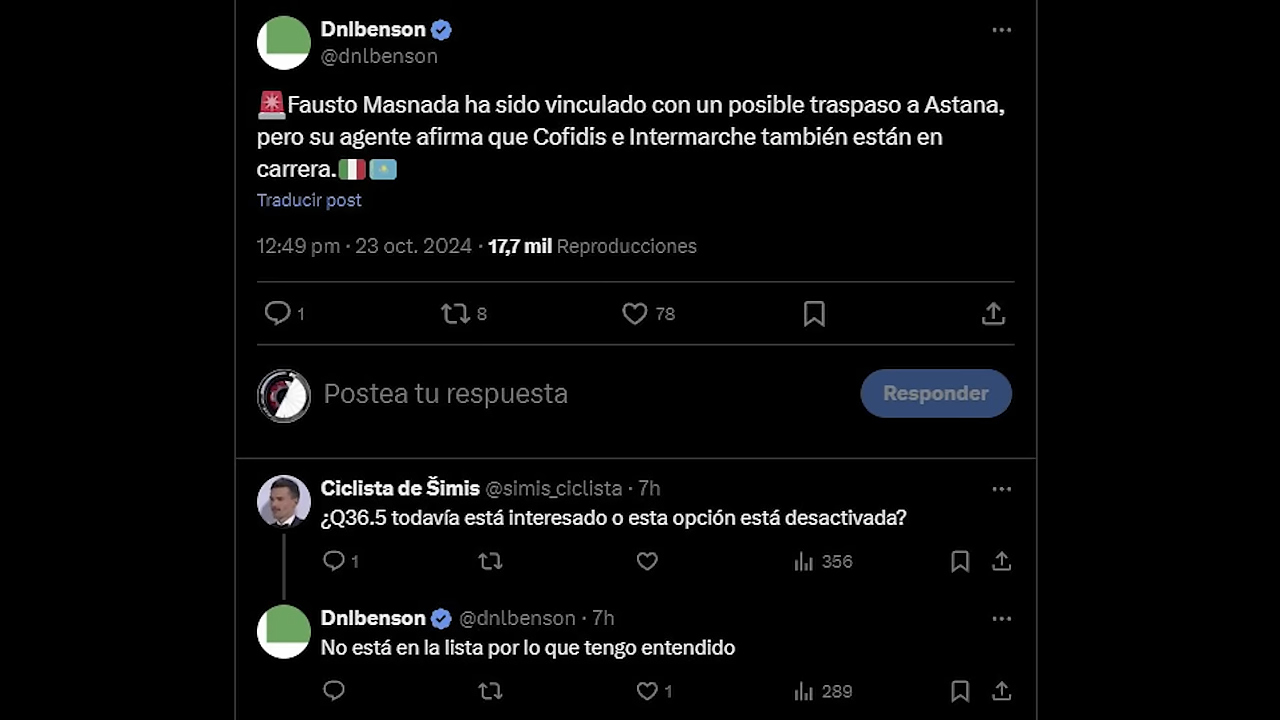 Dnlbenson
@dnlbenson
🚨Fausto Masnada ha sido vinculado con un posible traspaso a Astana,
pero su agente afirma que Cofidis e Intermarche también están en
carrera.🇮🇹🇰🇿
Traducir post
12:49 pm · 23 oct. 2024 · 17,7 mil Reproducciones
1 8 78
Postea tu respuesta Responder
Ciclista de Šimis @simis_ciclista · 7h
¿Q36.5 todavía está interesado o esta opción está desactivada?
1 356
Dnlbenson @dnlbenson · 7h
No está en la lista por lo que tengo entendido
1 289